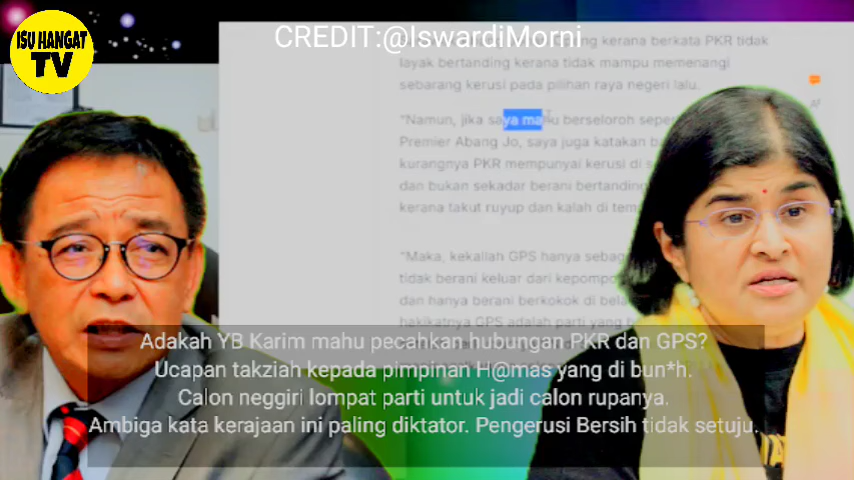 ISU HANGAT
TV
CREDIT:@IswardiMorni
kerana berkata PKR tidak
layak bertanding kerana tidak mampu memenangi
sebarang kerusi pada pilihan raya negeri lalu.
"Namun, jika saya mahu berseloroh
Premier Abang Jo, saya juga katakan
kurangnya PKR mempunyai kerusi di
dan bukan sekadar berani bertanding
kerana takut ruyup dan kalah di
"Maka, kekallah GPS hanya
tidak berani keluar dari
dan hanya berani berkokok di
hakikatnya GPS adalah parti yang
Adakah YB Karim mahu pecahkan hubungan PKR dan GPS?
Ucapan takziah kepada pimpinan H@mas yang di bun*h.
Calon neggiri lompat parti untuk jadi calon rupanya.
Ambiga kata kerajaan ini paling diktator. Pengerusi Bersih tidak setuju.